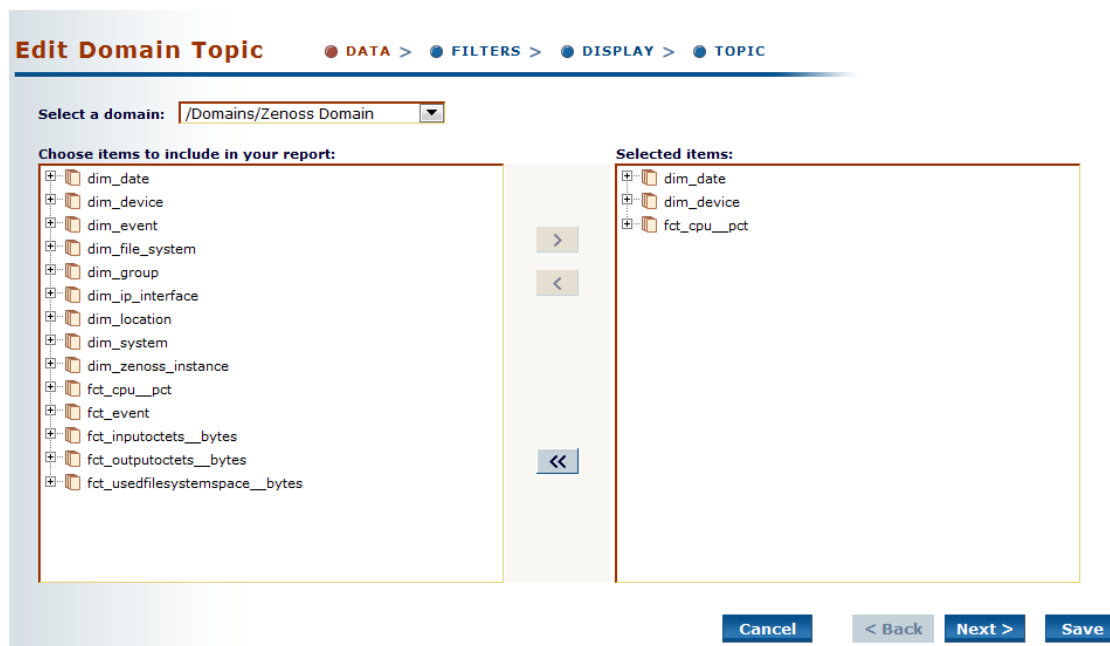 Edit Domain Topic DATA > FILTERS > DISPLAY > TOPIC
Select a domain: /Domains/Zenoss Domain
Choose items to include in your report:
dim_date
dim_device
dim_event
dim_file_system
dim_group
dim_ip_interface
dim_location
dim_system
dim_zenoss_instance
fct_cpu__pct
fct_event
fct_inputoctets__bytes
fct_outputoctets__bytes
fct_usedfilesystemspace__bytes
>
<
<<
Selected items:
dim_date
dim_device
fct_cpu__pct
Cancel < Back Next > Save